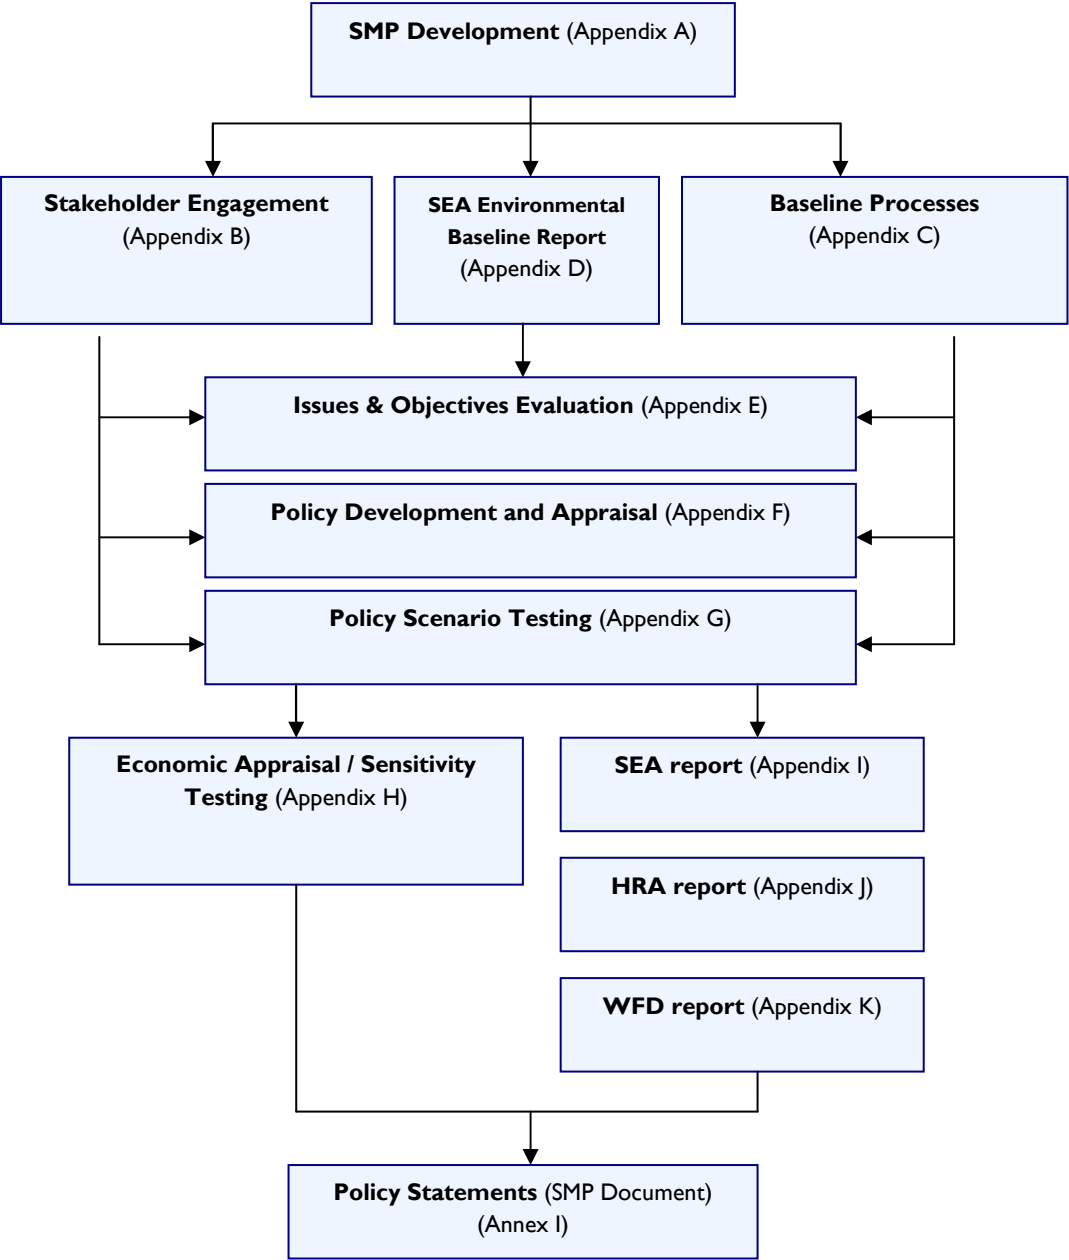 SMP Development (Appendix A)
Stakeholder Engagement
(Appendix B)
SEA Environmental
Baseline Report
(Appendix D)
Baseline Processes
(Appendix C)
Issues & Objectives Evaluation (Appendix E)
Policy Development and Appraisal (Appendix F)
Policy Scenario Testing (Appendix G)
Economic Appraisal / Sensitivity
Testing (Appendix H)
SEA report (Appendix I)
HRA report (Appendix J)
WFD report (Appendix K)
Policy Statements (SMP Document)
(Annex I)